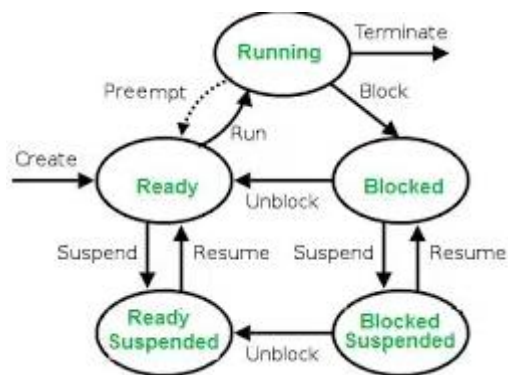 Terminate
Running
Preempt
Block
Run
Create
Ready
Blocked
Unblock
Suspend
Resume
Suspend
Resume
Ready
Suspended
Blocked
Suspended
Unblock